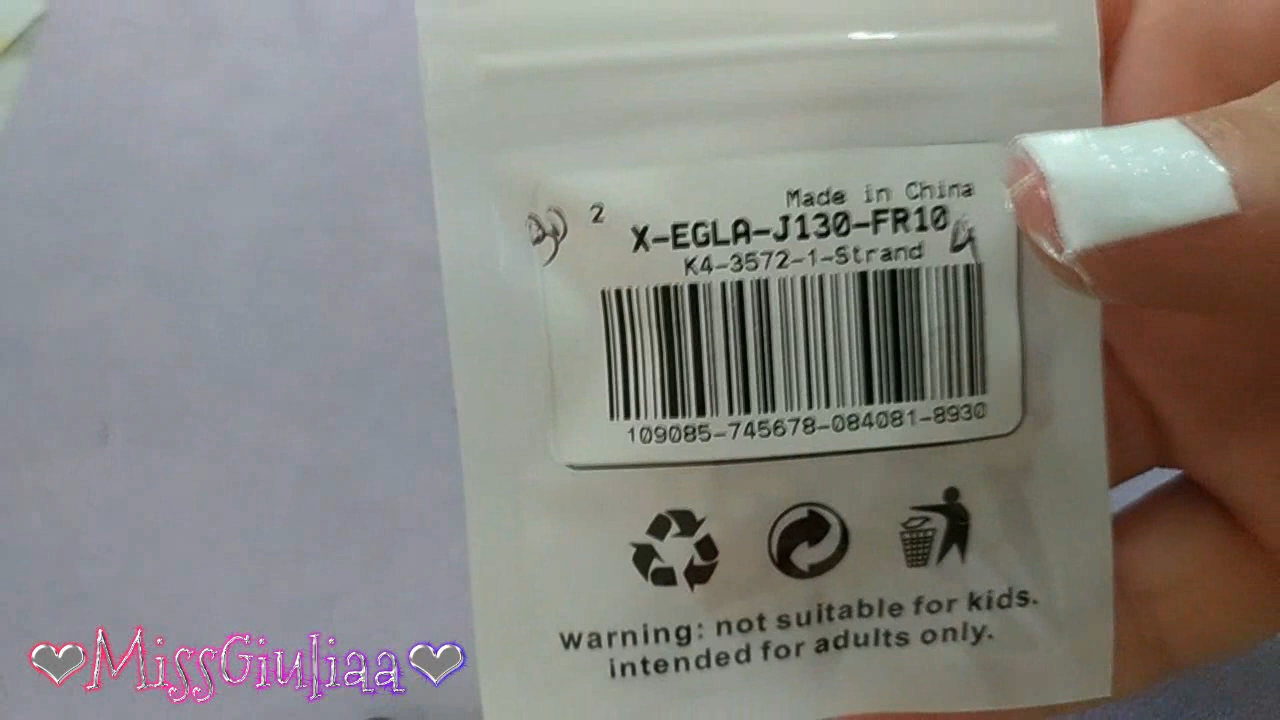 Made in China
2
X-EGLA-J130-FR10
K4-3572-1-Strand
109085-745678-084081-8930
Warning: not suitable for kids.
intended for adults only.
❤MissGiuliaa❤